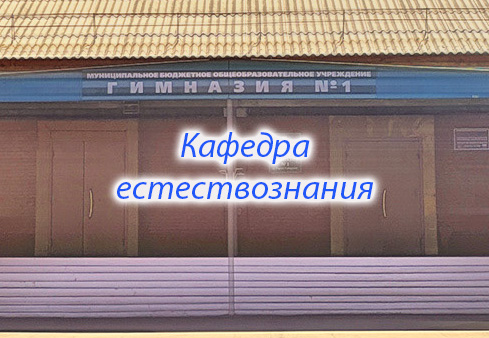 МУНИЦИПАЛЬНОЕ БЮДЖЕТНОЕ ОБЩЕОБРАЗОВАТЕЛЬНОЕ УЧРЕЖДЕНИЕ
ГИМНАЗИЯ №1
Кафедра
естествознания